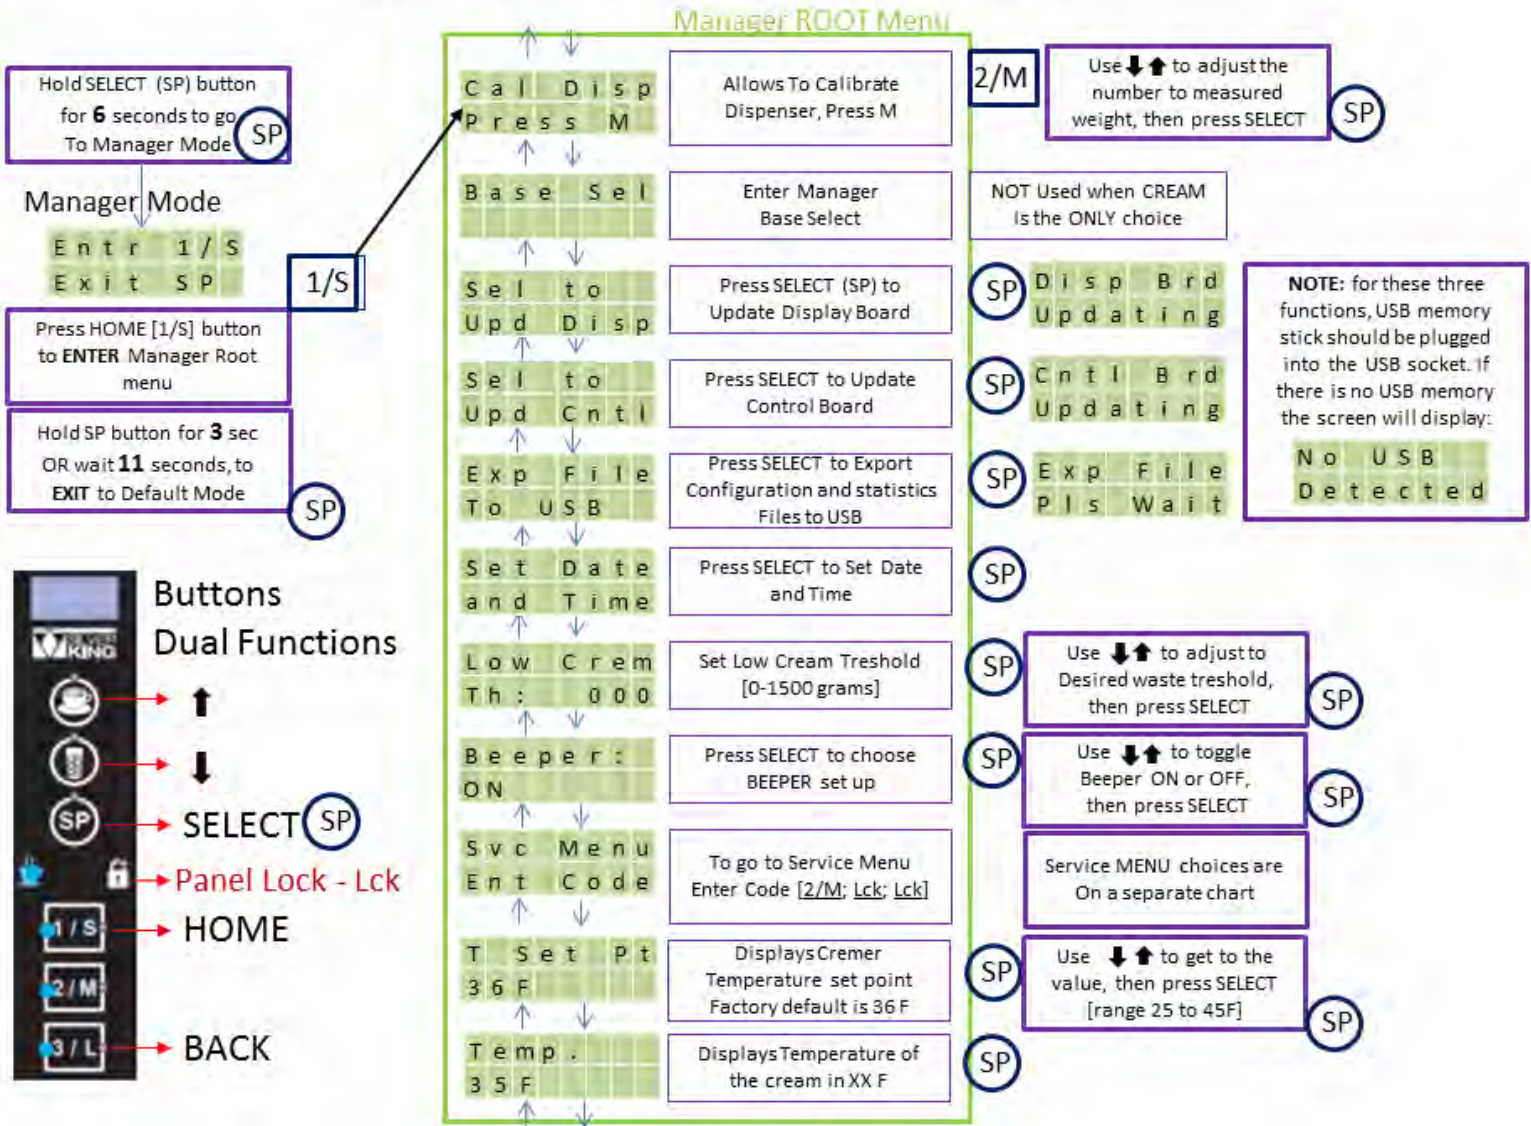 Manager ROOT Menu
Hold SELECT (SP) button
for 6 seconds to go
To Manager Mode
SP
Manager Mode
Entr 1/S
Exit SP
1/S
Press HOME [1/S] button
to ENTER Manager Root
menu
Hold SP button for 3 sec
OR wait 11 seconds, to
EXIT to Default Mode
SP
Cal Disp
Press M
Allows To Calibrate
Dispenser, Press M
2/M
Use ⬇⬆ to adjust the
number to measured
weight, then press SELECT
SP
Base Sel
Enter Manager
Base Select
NOT Used when CREAM
Is the ONLY choice
Sel to
Upd Disp
Press SELECT (SP) to
Update Display Board
SP
Disp Brd
Updating
Sel to
Upd Cntl
Press SELECT to Update
Control Board
SP
Cntl Brd
Updating
Exp File
To USB
Press SELECT to Export
Configuration and statistics
Files to USB
SP
Exp File
Pls Wait
NOTE: for these three
functions, USB memory
stick should be plugged
into the USB socket. If
there is no USB memory
the screen will display:
No USB
Detected
Set Date
and Time
Press SELECT to Set Date
and Time
SP
Low Crem
Th: 000
Set Low Cream Treshold
[0-1500 grams]
SP
Use ⬇⬆ to adjust to
Desired waste treshold,
then press SELECT
SP
Beeper:
ON
Press SELECT to choose
BEEPER set up
SP
Use ⬇⬆ to toggle
Beeper ON or OFF,
then press SELECT
SP
Svc Menu
Ent Code
To go to Service Menu
Enter Code [2/M; Lck; Lck]
Service MENU choices are
On a separate chart
T Set Pt
36F
Displays Cremer
Temperature set point
Factory default is 36 F
SP
Use ⬇⬆ to get to the
value, then press SELECT
[range 25 to 45F]
SP
Temp.
35F
Displays Temperature of
the cream in XX F
SP
Buttons
Dual Functions
KING
⬆
⬇
SP
SELECT SP
Panel Lock - Lck
1/S
HOME
2/M
3/L
BACK